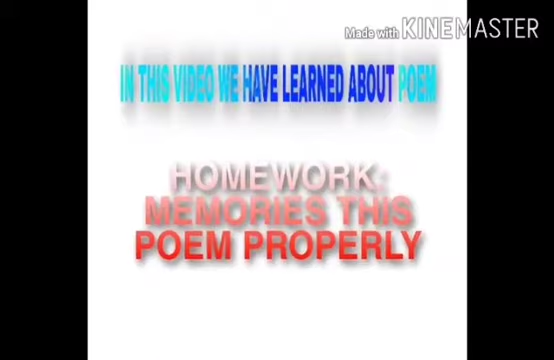 Made with KINEMASTER
IN THIS VIDEO WE HAVE LEARNED ABOUT POEM
HOMEWORK:
MEMORIES THIS
POEM PROPERLY